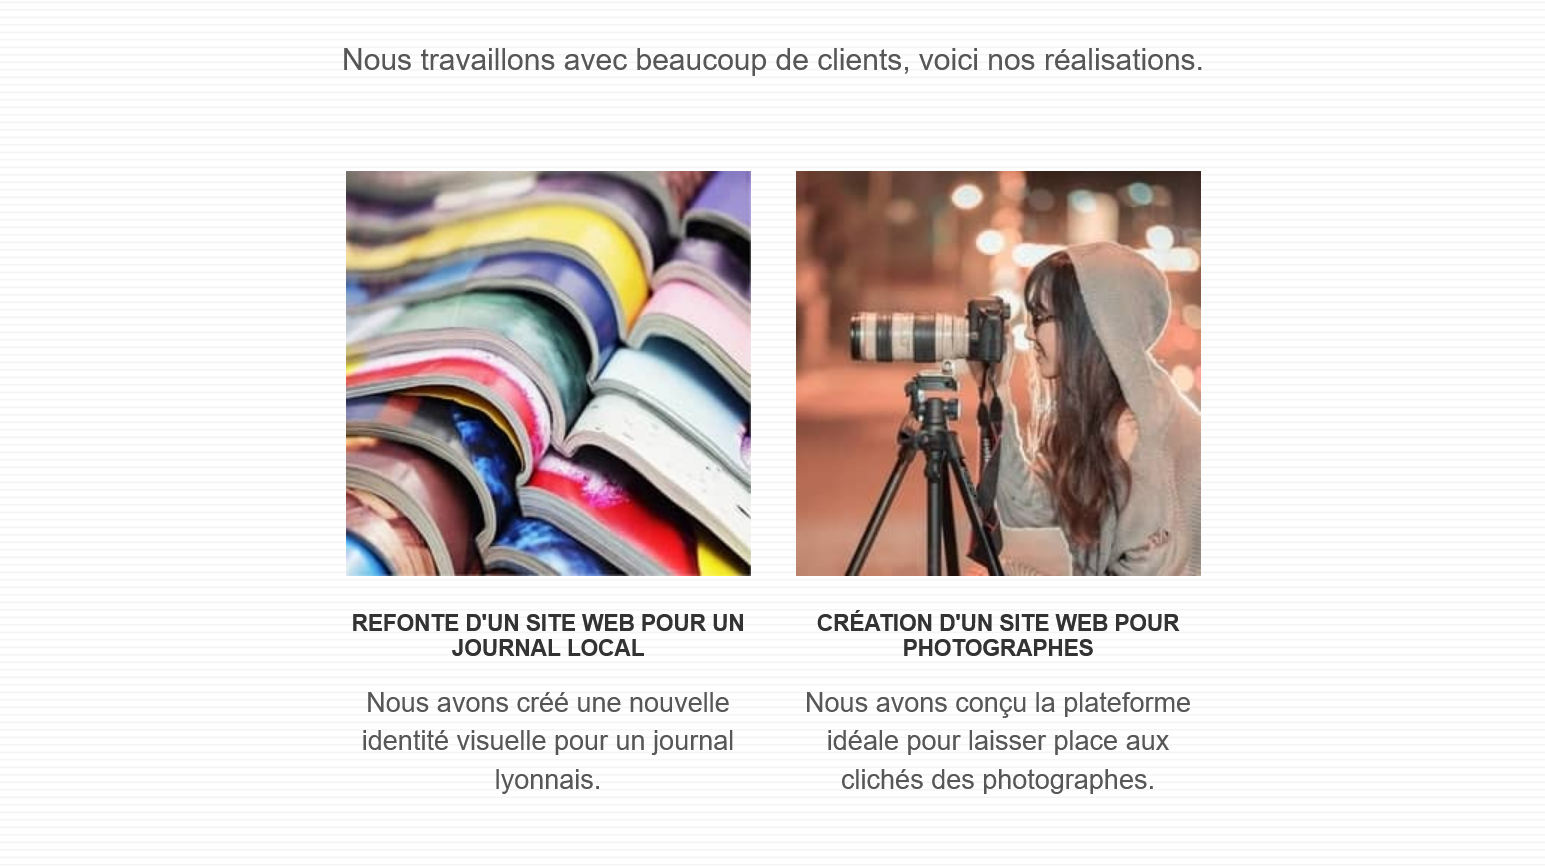 Nous travaillons avec beaucoup de clients, voici nos réalisations.
REFONTE D'UN SITE WEB POUR UN
JOURNAL LOCAL
Nous avons créé une nouvelle
identité visuelle pour un journal
lyonnais.
CRÉATION D'UN SITE WEB POUR
PHOTOGRAPHES
Nous avons conçu la plateforme
idéale pour laisser place aux
clichés des photographes.